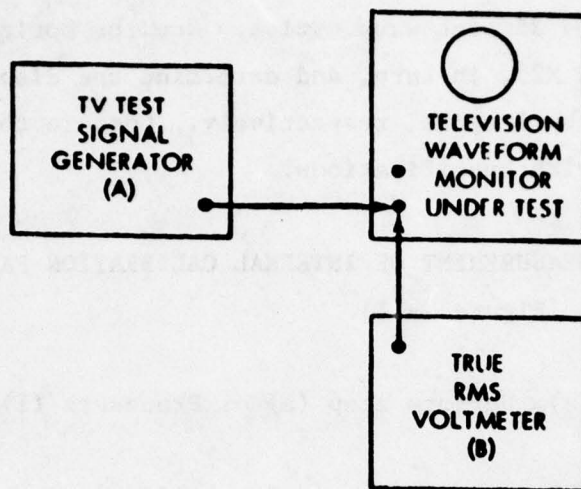 TV TEST
SIGNAL
GENERATOR
(A)
TELEVISION
WAVEFORM
MONITOR
UNDER TEST
TRUE
RMS
VOLTMETER
(B)